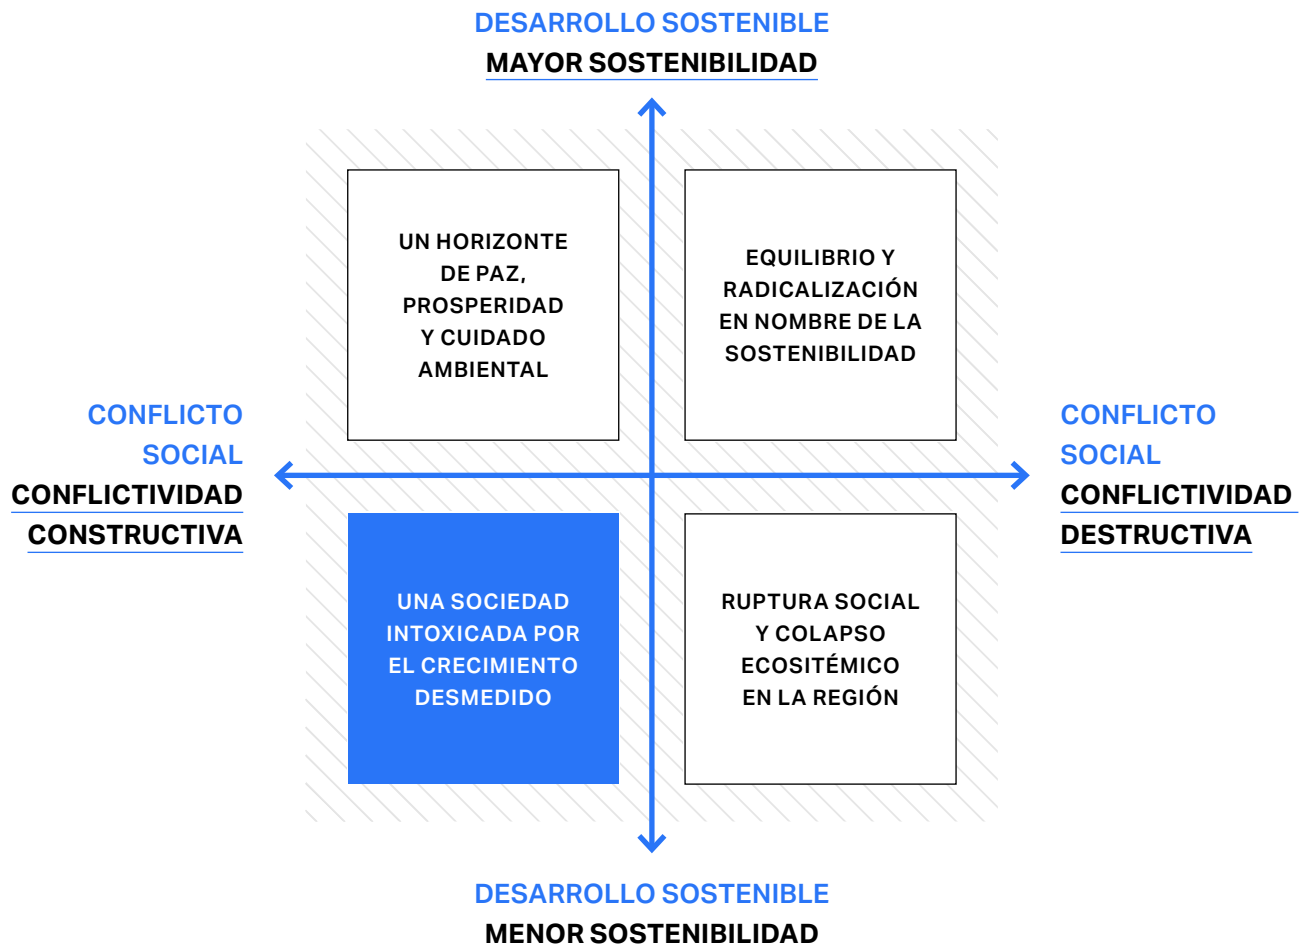 DESARROLLO SOSTENIBLE
MAYOR SOSTENIBILIDAD
UN HORIZONTE
DE PAZ,
PROSPERIDAD
Y CUIDADO
AMBIENTAL
EQUILIBRIO Y
RADICALIZACIÓN
EN NOMBRE DE LA
SOSTENIBILIDAD
CONFLICTO
SOCIAL
CONFLICTIVIDAD
CONSTRUCTIVA
CONFLICTO
SOCIAL
CONFLICTIVIDAD
DESTRUCTIVA
UNA SOCIEDAD
INTOXICADA POR
EL CRECIMIENTO
DESMEDIDO
RUPTURA SOCIAL
Y COLAPSO
ECOSITÉMICO
EN LA REGIÓN
DESARROLLO SOSTENIBLE
MENOR SOSTENIBILIDAD